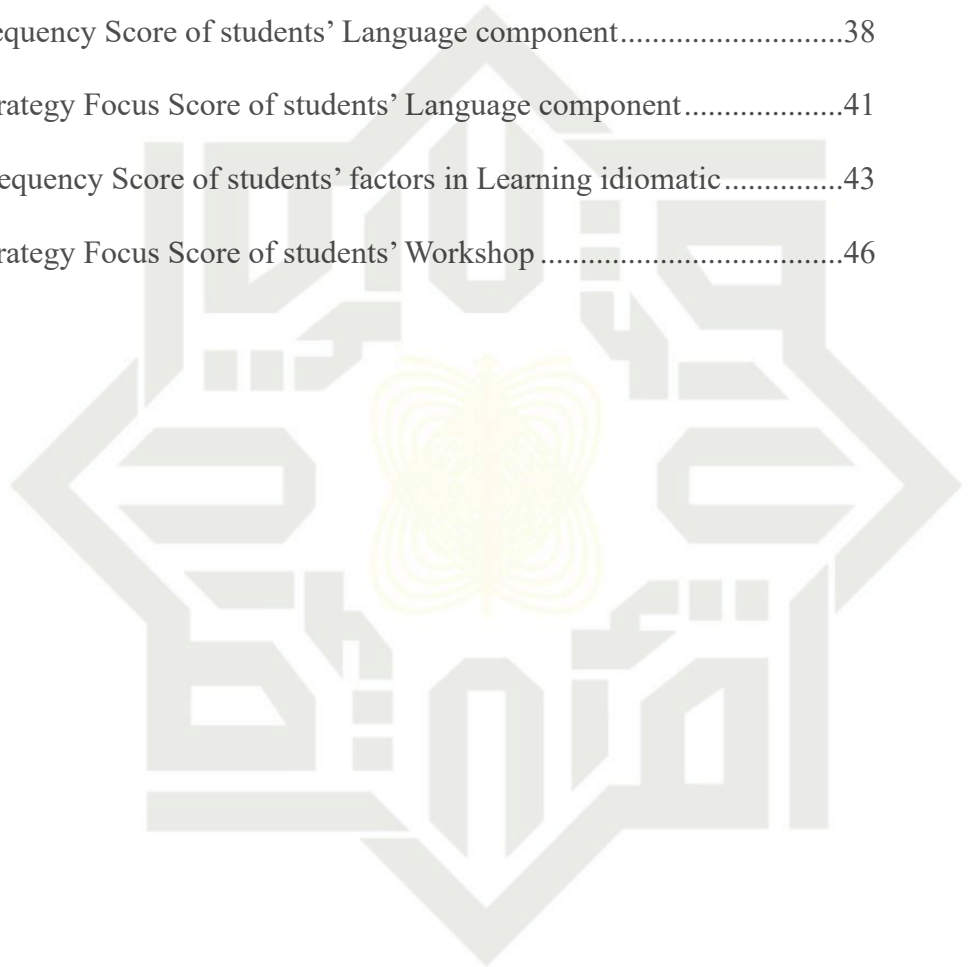 equency Score of students’ Language component.........................38
rategy Focus Score of students’ Language component..................41
requency Score of students’ factors in Learning idiomatic..............43
rategy Focus Score of students’ Workshop ..................................46